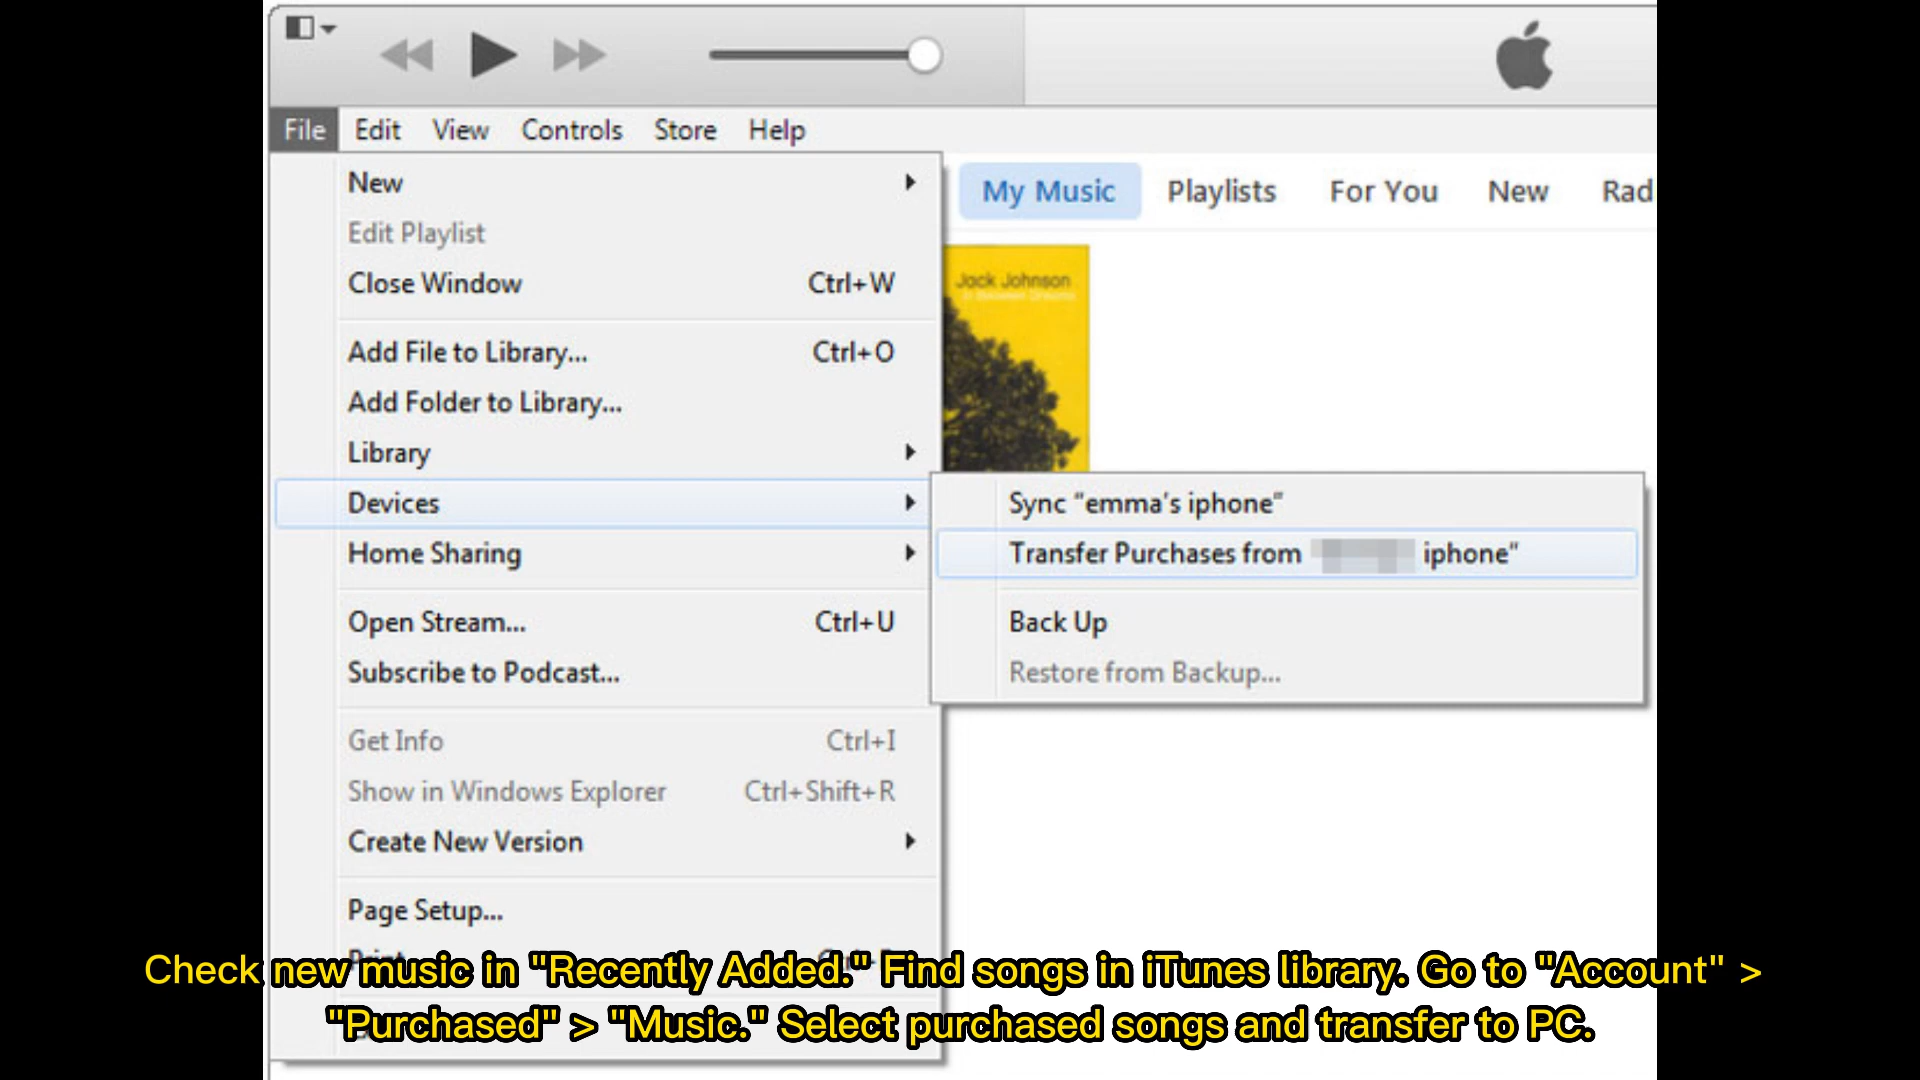 File Edit View Controls Store Help
New
Edit Playlist
Close Window Ctrl+W
Add File to Library... Ctrl+O
Add Folder to Library...
Library
Devices
Home Sharing
Open Stream... Ctrl+U
Subscribe to Podcast...
Get Info Ctrl+I
Show in Windows Explorer Ctrl+Shift+R
Create New Version
Page Setup...
My Music Playlists For You New Rad
Jack Johnson
Sync "emma's iphone"
Transfer Purchases from iphone"
Back Up
Restore from Backup...
Check new music in "Recently Added." Find songs in iTunes library. Go to "Account" >
"Purchased" > "Music." Select purchased songs and transfer to PC.